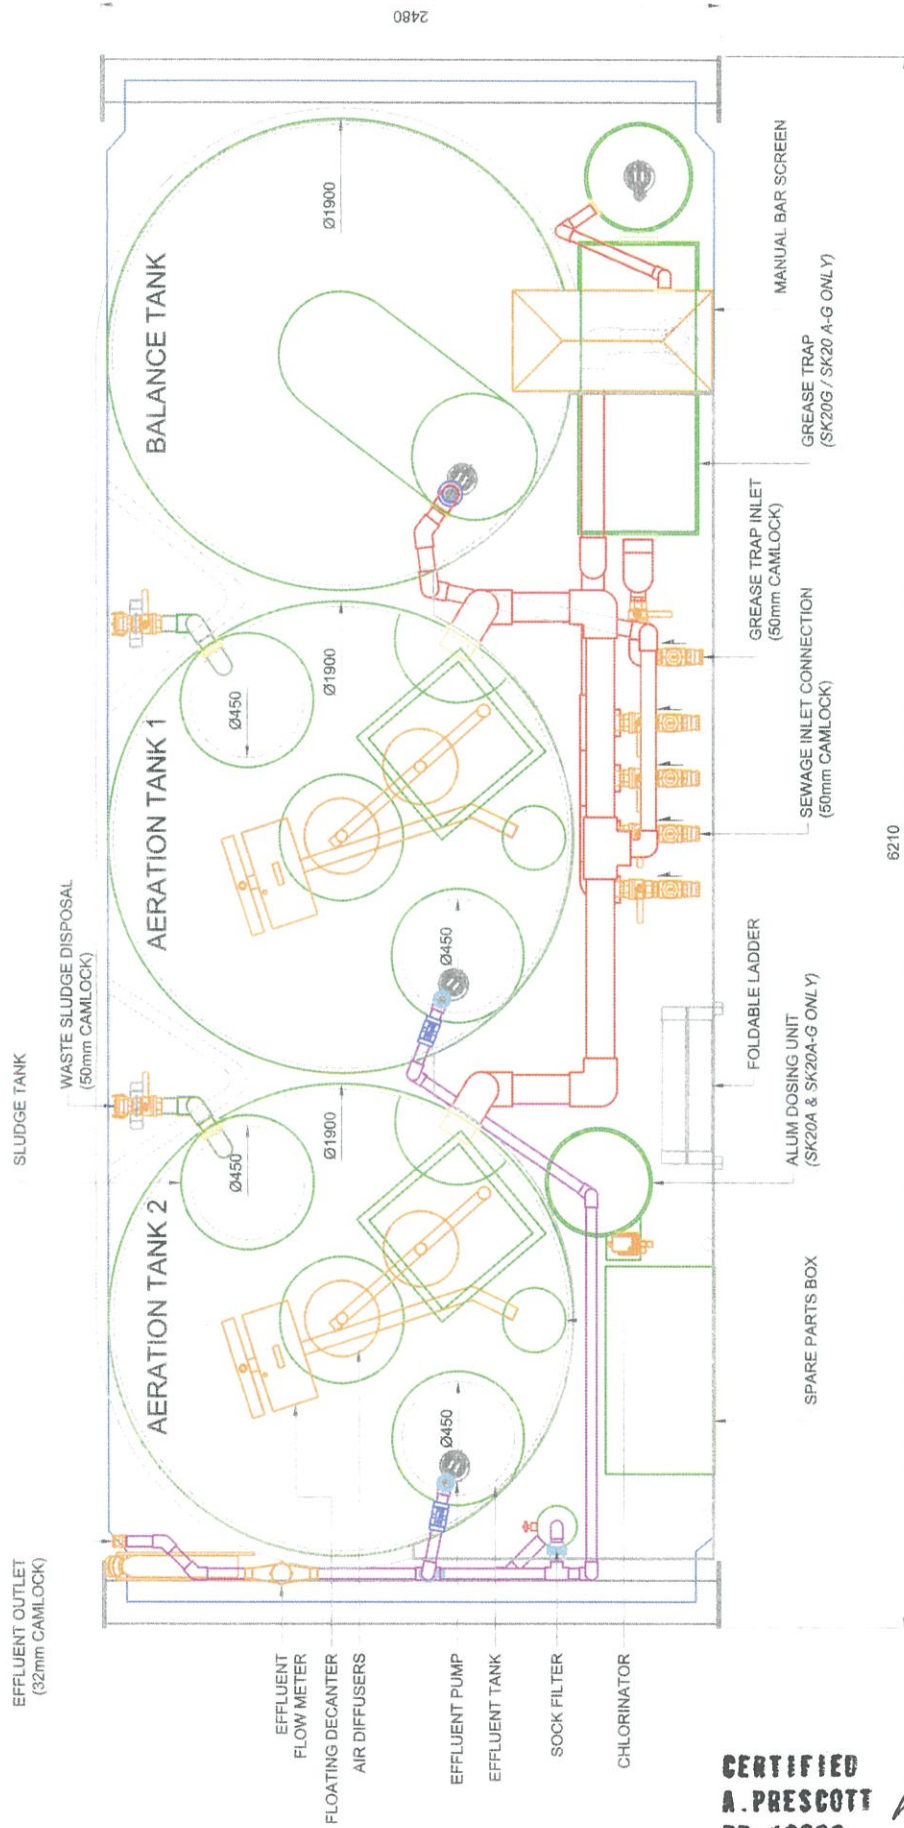 2480
EFFLUENT OUTLET
(32mm CAMLOCK)
SLUDGE TANK
WASTE SLUDGE DISPOSAL
(50mm CAMLOCK)
AERATION TANK 2
AERATION TANK 1
BALANCE TANK
Ø450
Ø450
Ø1900
Ø1900
Ø1900
Ø450
Ø450
EFFLUENT
FLOW METER
FLOATING DECANTER
AIR DIFFUSERS
EFFLUENT PUMP
EFFLUENT TANK
SOCK FILTER
CHLORINATOR
SPARE PARTS BOX
ALUM DOSING UNIT
(SK20A & SK20A-G ONLY)
FOLDABLE LADDER
SEWAGE INLET CONNECTION
(50mm CAMLOCK)
GREASE TRAP INLET
(50mm CAMLOCK)
GREASE TRAP
(SK20G / SK20 A-G ONLY)
MANUAL BAR SCREEN
6210
CERTIFIED
A.PRESCOTT